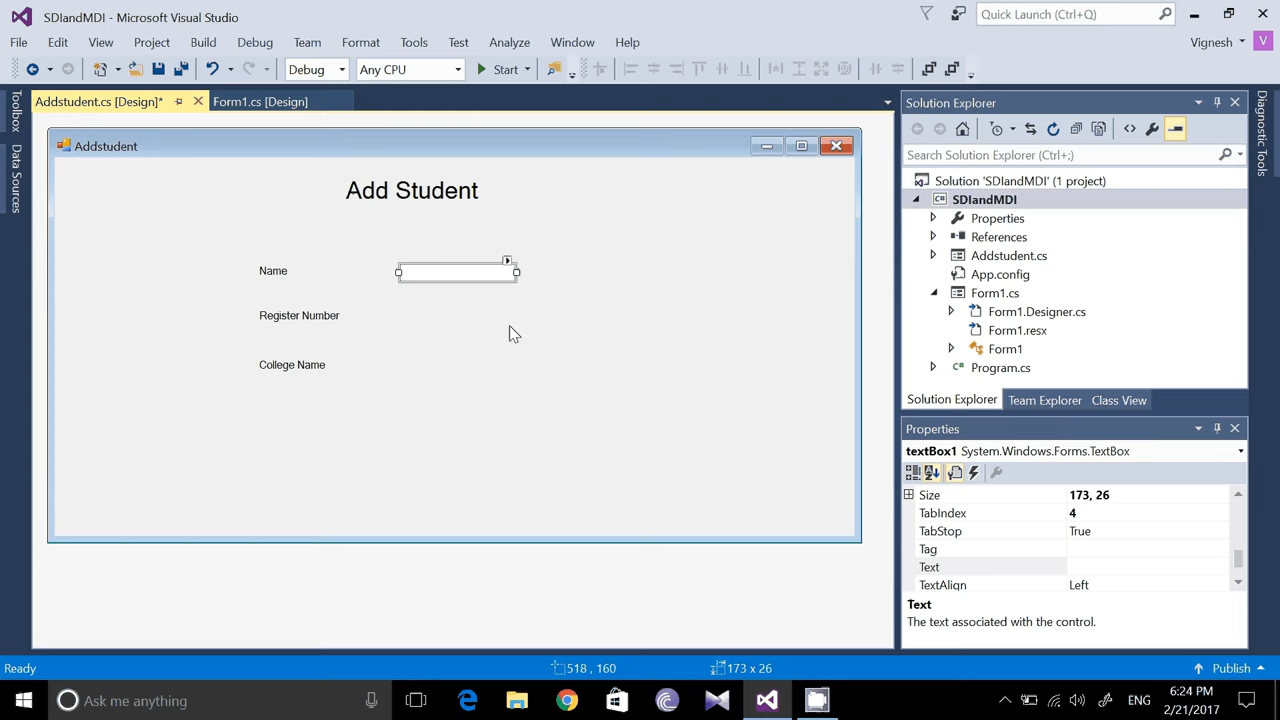 SDIandMDI - Microsoft Visual Studio
Quick Launch (Ctrl+Q)
File Edit View Project Build Debug Team Format Tools Test Analyze Window Help
Vignesh V
Debug Any CPU Start
Toolbox
Data Sources
Addstudent.cs [Design]* Form1.cs [Design]
Addstudent
Add Student
Name
Register Number
College Name
Solution Explorer
Search Solution Explorer (Ctrl+;)
Solution 'SDIandMDI' (1 project)
C# SDIandMDI
Properties
References
Addstudent.cs
App.config
Form1.cs
Form1.Designer.cs
Form1.resx
Form1
Program.cs
Solution Explorer Team Explorer Class View
Diagnostic Tools
Properties
textBox1 System.Windows.Forms.TextBox
Size 173, 26
TabIndex 4
TabStop True
Tag
Text
TextAlign Left
Text
The text associated with the control.
Ready 518 , 160 173 x 26 Publish
Ask me anything
ENG
6:24 PM
2/21/2017